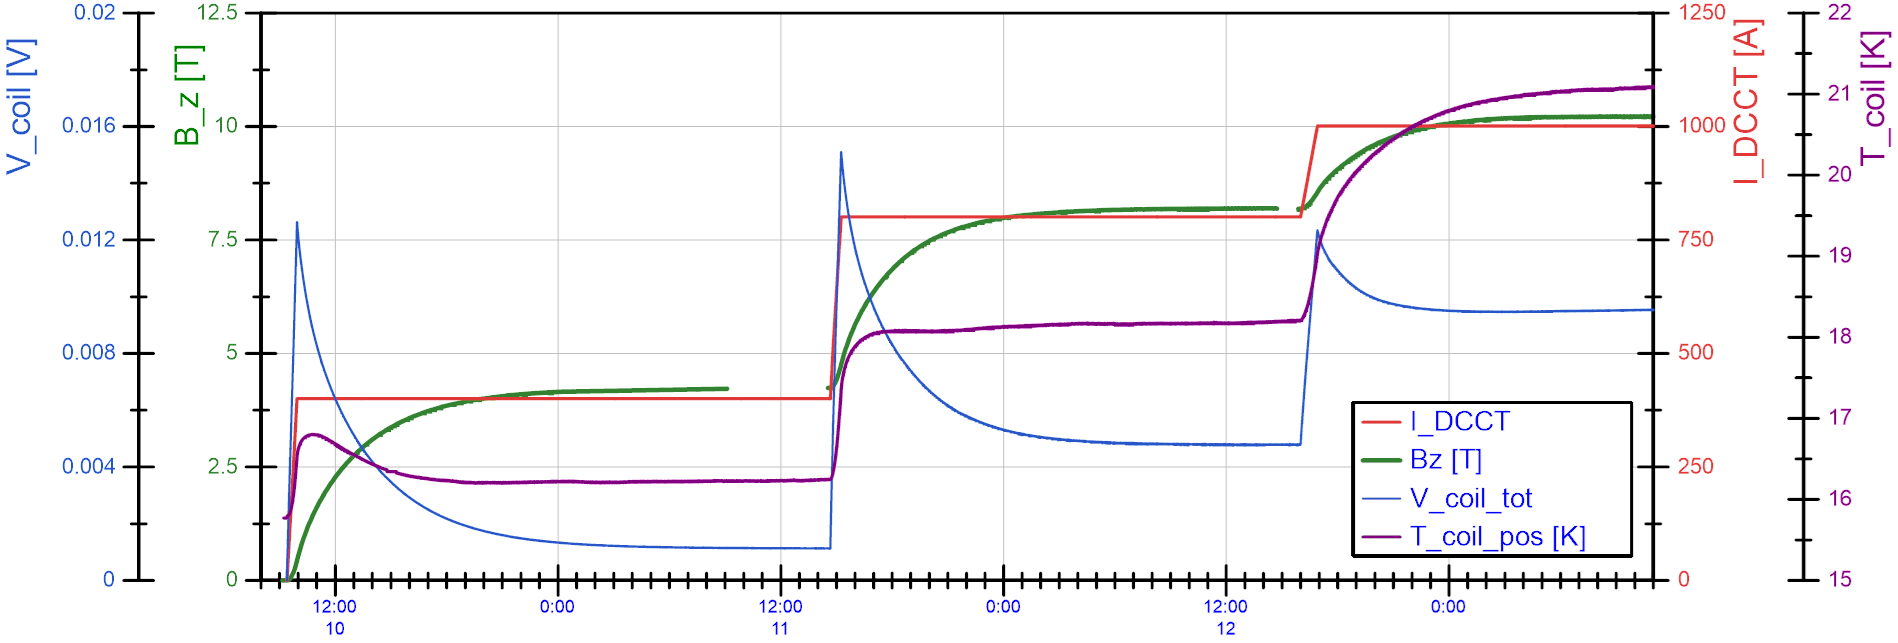 V_coil [V]
0.02
0.016
0.012
0.008
0.004
0
B_z [T]
12.5
10
7.5
5
2.5
0
1250
1000
750
500
250
0
I_DCCT [A]
22
21
20
19
18
17
16
15
T_coil [K]
I_DCCT
Bz [T]
V_coil_tot
T_coil_pos [K]
12:00 0:00 12:00 0:00 12:00 0:00
10 11 12